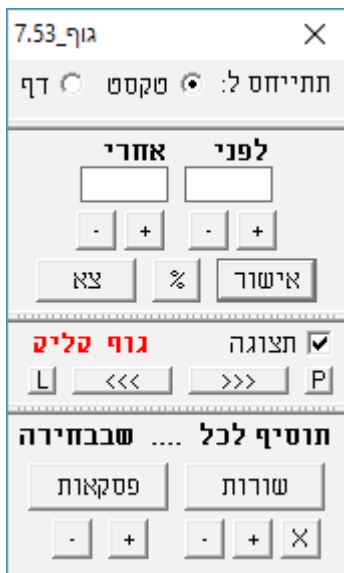 גוף_7.53
תתייחס ל: טקסט דף
לפני אחרי
+ - + -
אישור % צא
תצוגה גוף קליק
P >>> <<< L
תוסיף לכל .... שבבחירה
שורות פסקאות
X + - + -